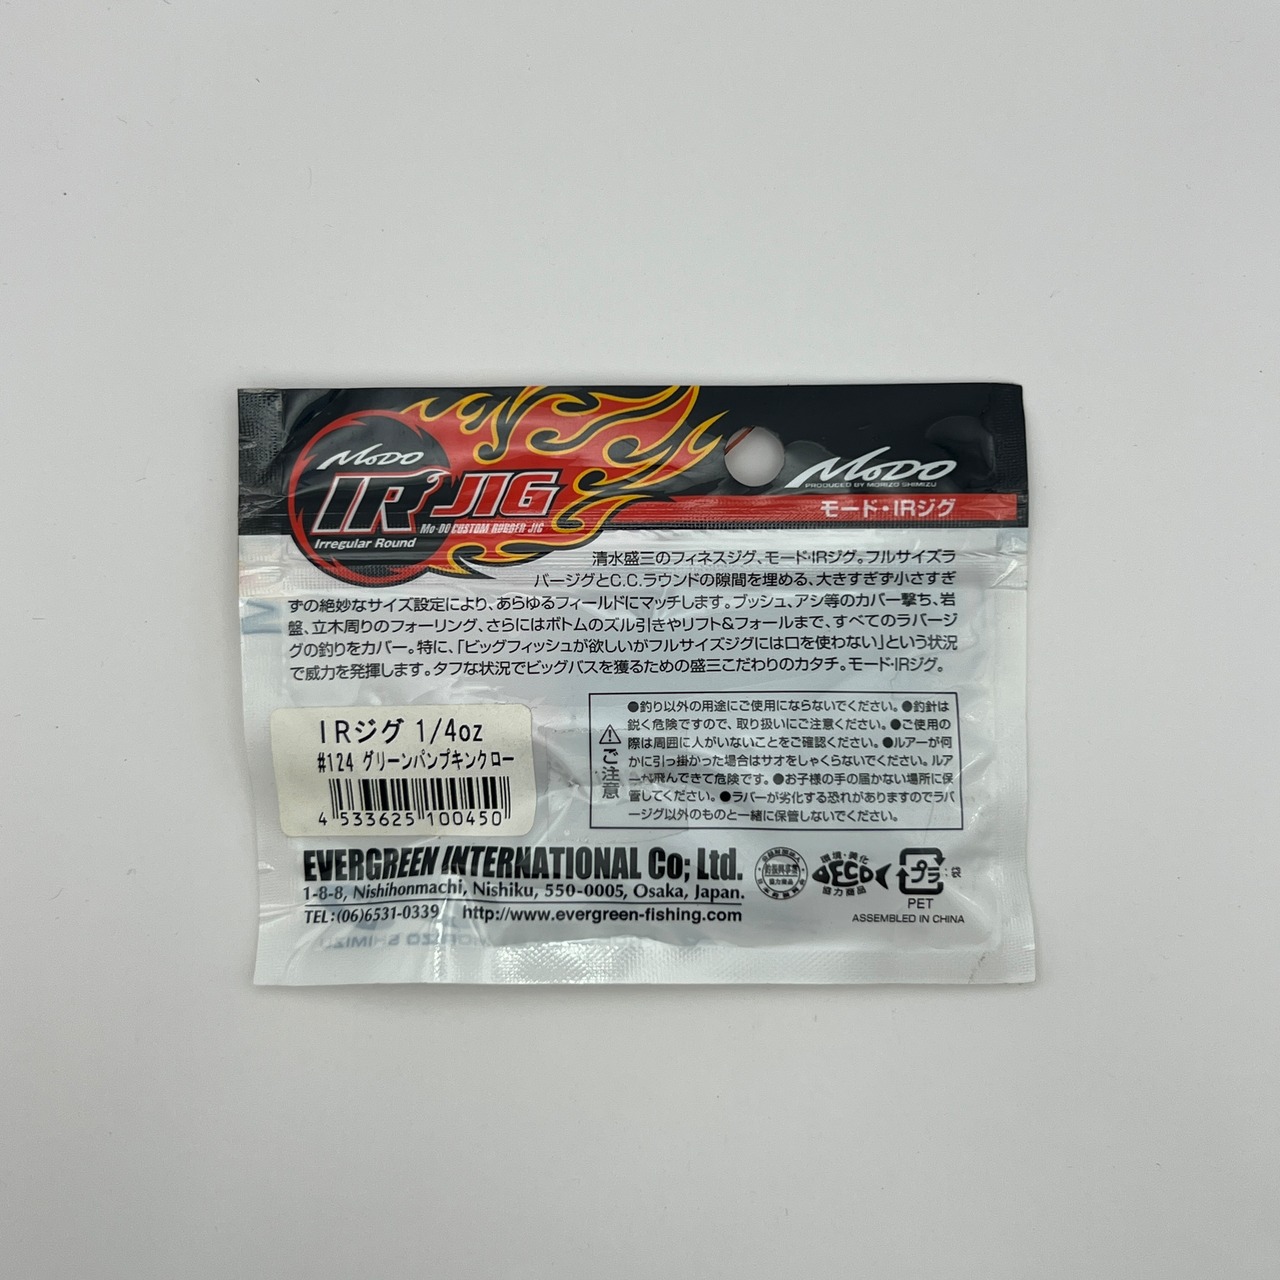 MoDO
IR JIG
Mo-DO CUSTOM RUBBER JIG
Irregular Round
MoDO
PRODUCED BY MORIZO SHIMIZU
モード・IRジグ
清水盛三のフィネスジグ、モード・IRジグ。フルサイズラ
バージグとC.C.ラウンドの隙間を埋める、大きすぎず小さすぎ
ずの絶妙なサイズ設定により、あらゆるフィールドにマッチします。ブッシュ、アシ等のカバー撃ち、岩
盤、立木周りのフォーリング、さらにはボトムのズル引きやリフト&フォールまで、すべてのラバージ
グの釣りをカバー。特に、「ビッグフィッシュが欲しいがフルサイズジグには口を使わない」という状況
で威力を発揮します。タフな状況でビッグバスを獲るための盛三こだわりのカタチ。モード・IRジグ。
IRジグ 1/4oz
#124 グリーンパンプキンクロー
4 533625 100450
ご注意
●釣り以外の用途にご使用にならないでください。●釣針は
鋭く危険ですので、取り扱いにご注意ください。●ご使用の
際は周囲に人がいないことをご確認ください。●ルアーが何
かに引っ掛かった場合はサオをしゃくらないでください。ルア
ーが飛んできて危険です。●お子様の手の届かない場所に保
管してください。●ラバーが劣化する恐れがありますのでラバ
ージグ以外のものと一緒に保管しないでください。
EVERGREEN INTERNATIONAL Co; Ltd.
1-8-8, Nishihonmachi, Nishiku, 550-0005, Osaka, Japan.
TEL:(06)6531-0339 http://www.evergreen-fishing.com
協力商品
環境・美化
ECO
協力商品
プラ
:袋
PET
ASSEMBLED IN CHINA
MORIZO SHIMIZU